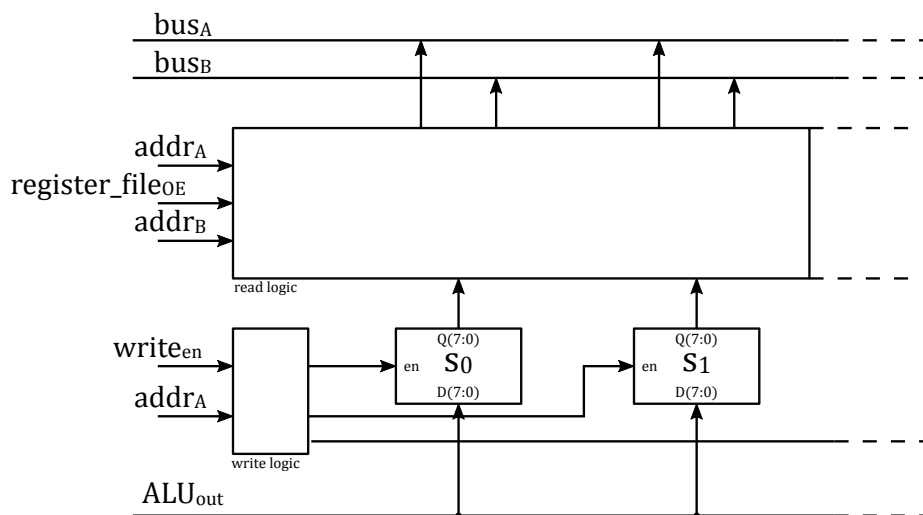 busA
busB
addrA
register_fileOE
addrB
read logic
writeen
addrA
write logic
Q(7:0)
en
s0
D(7:0)
Q(7:0)
en
s1
D(7:0)
ALUout